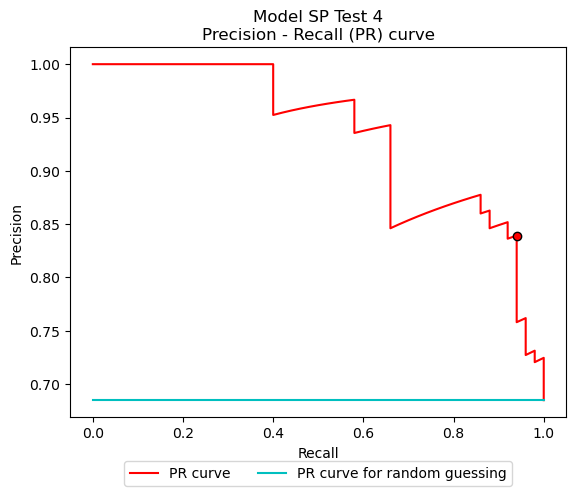 Model SP Test 4
Precision - Recall (PR) curve
1.00
0.95
0.90
0.85
0.80
0.75
0.70
Precision
0.0 0.2 0.4 0.6 0.8 1.0
Recall
PR curve PR curve for random guessing